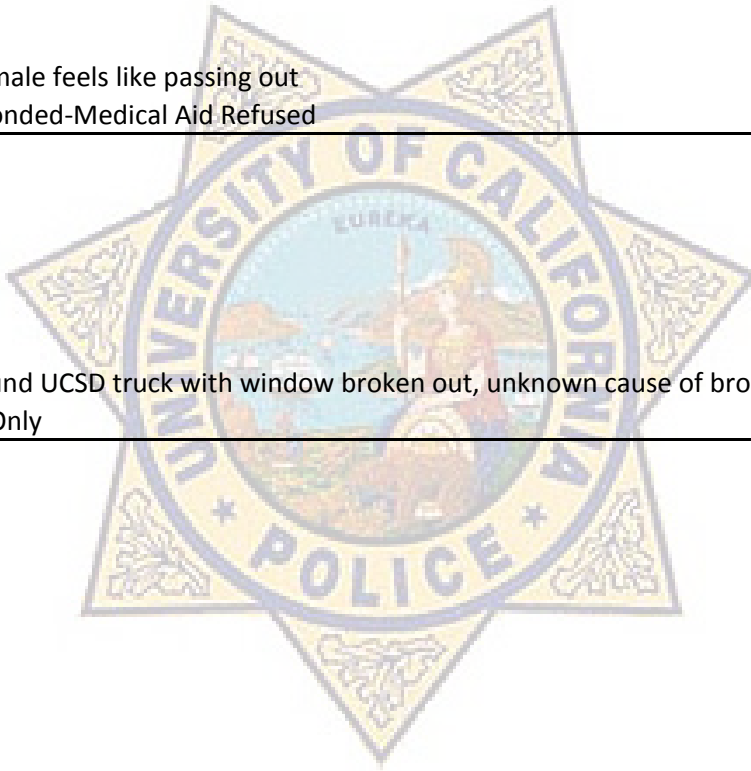 male feels like passing out
onded-Medical Aid Refused
UNIVERSITY OF CALIFORNIA
EUREKA
und UCSD truck with window broken out, unknown cause of bro
Only
POLICE